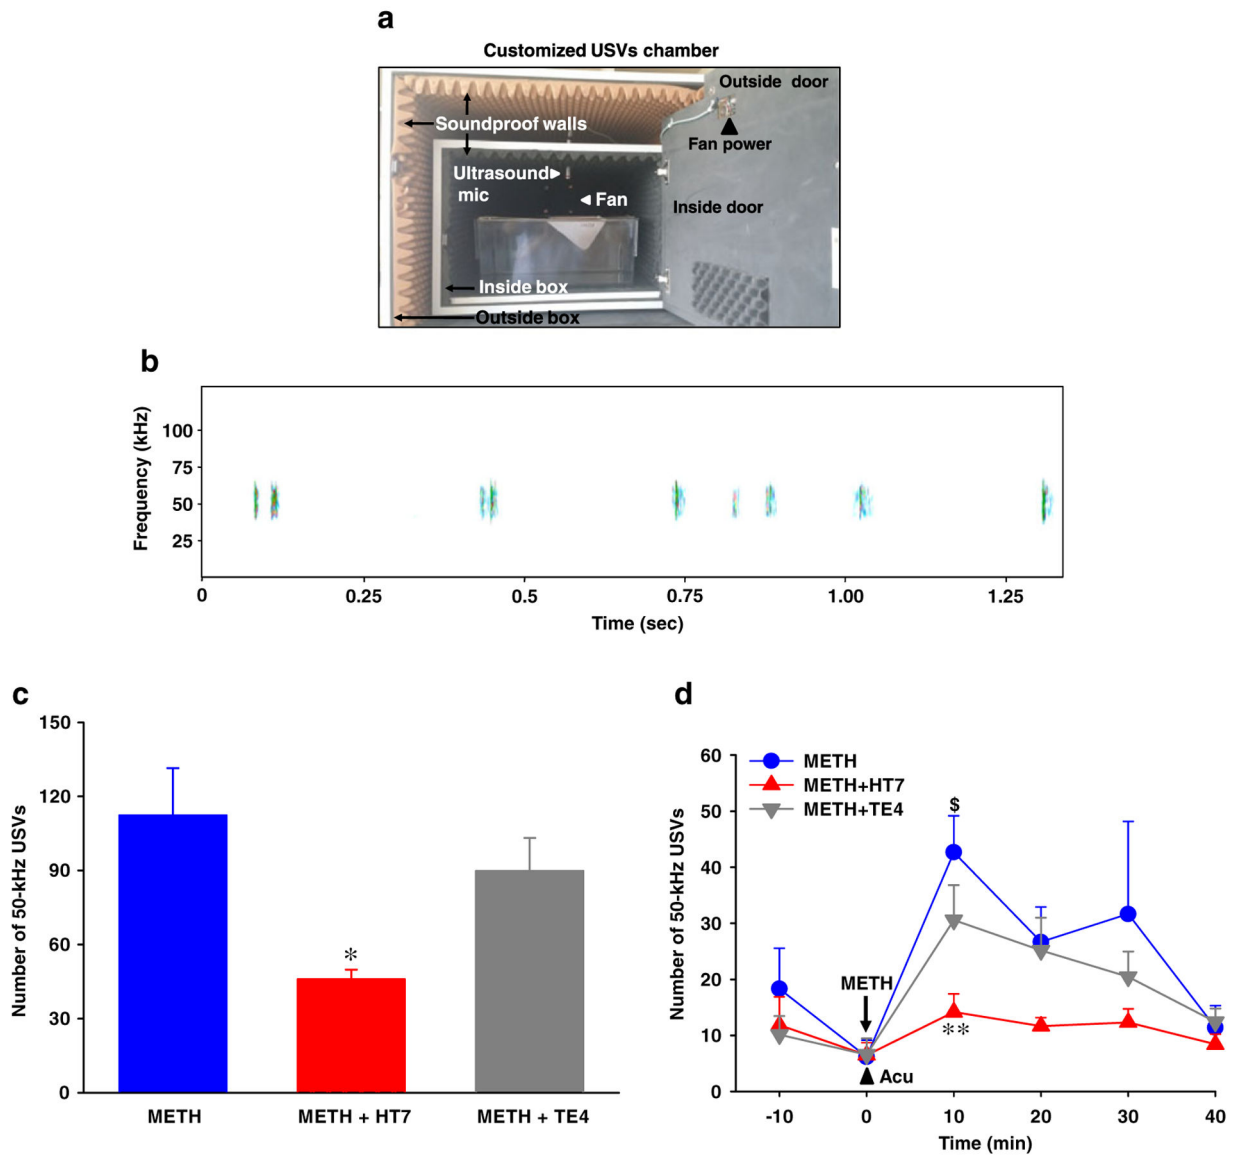 a
Customized USVs chamber
Outside door
Soundproof walls
Fan power
Ultrasound
mic
Fan
Inside door
Inside box
Outside box
b
Frequency (kHz)
100
75
50
25
0
0.25
0.5
0.75
1.00
1.25
Time (sec)
c
Number of 50-kHz USVs
150
120
90
60
30
0
*
METH
METH + HT7
METH + TE4
d
Number of 50-kHz USVs
60
50
40
30
20
10
0
METH
METH+HT7
METH+TE4
$
METH
**
Acu
-10
0
10
20
30
40
Time (min)